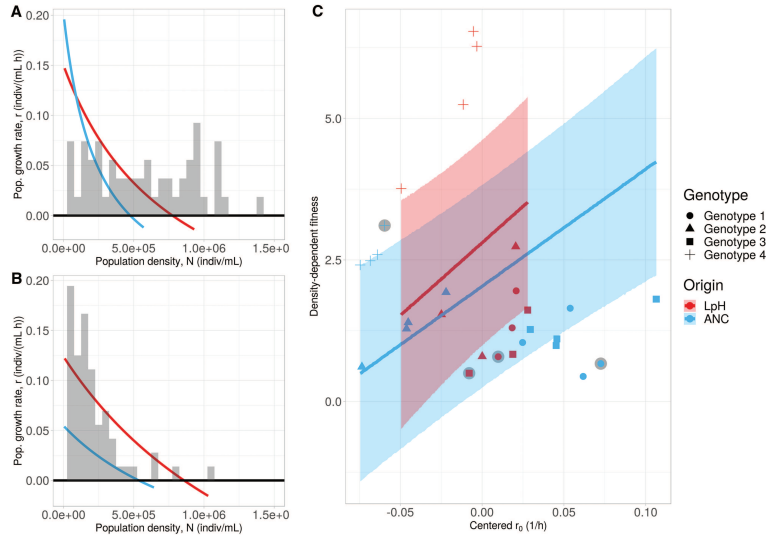 A
0.20
0.15
0.10
0.05
0.00
Pop. growth rate, r (indiv/(mL h))
0.0e+00
5.0e+05
1.0e+06
1.5e+0
Population density, N (indiv/mL)
B
0.20
0.15
0.10
0.05
0.00
Pop. growth rate, r (indiv/(mL h))
0.0e+00
5.0e+05
1.0e+06
1.5e+0
Population density, N (indiv/mL)
C
5.0
2.5
0.0
Density-dependent fitness
-0.05
0.00
0.05
0.10
Centered r₀ (1/h)
Genotype
Genotype 1
Genotype 2
Genotype 3
Genotype 4
Origin
LpH
ANC